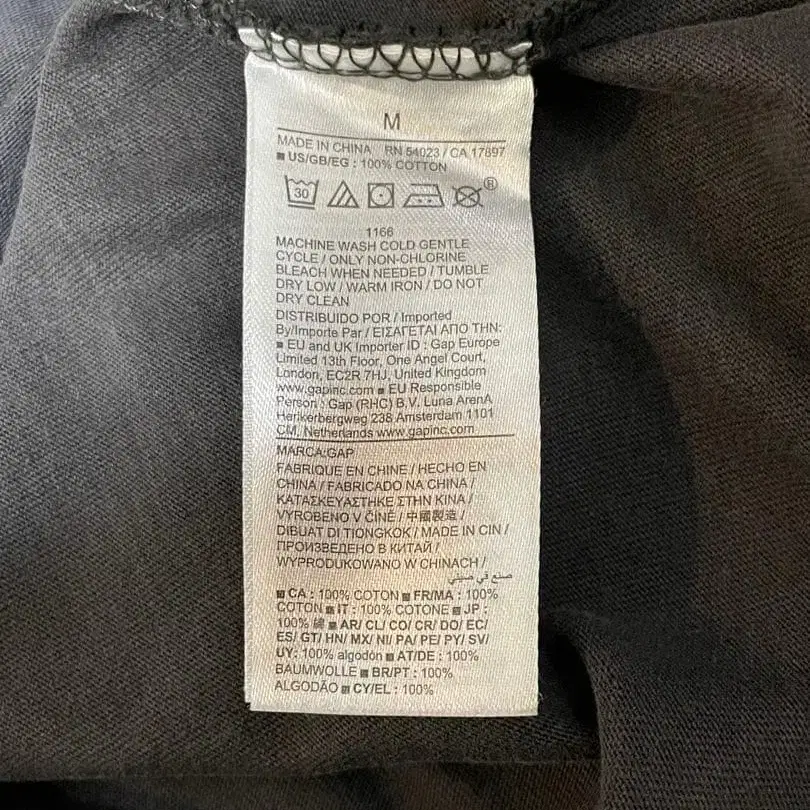 M
MADE IN CHINA RN 54023 / CA 17897
■ US/GB/EG : 100% COTTON
30 ®
1166
MACHINE WASH COLD GENTLE
CYCLE / ONLY NON-CHLORINE
BLEACH WHEN NEEDED / TUMBLE
DRY LOW / WARM IRON / DO NOT
DRY CLEAN
DISTRIBUIDO POR / Imported
By/Importe Par / ΕΙΣΑΓΕΤΑΙ ΑΠΟ ΤΗΝ:
■ EU and UK Importer ID : Gap Europe
Limited 13th Floor, One Angel Court,
London, EC2R 7HJ, United Kingdom
www.gapinc.com ■ EU Responsible
Person : Gap (RHC) B.V. Luna ArenA
Herikerbergweg 238 Amsterdam 1101
CM, Netherlands www.gapinc.com
MARCA:GAP
FABRIQUE EN CHINE / HECHO EN
CHINA / FABRICADO NA CHINA /
ΚΑΤΑΣΚΕΥΑΣΤΗΚΕ ΣΤΗΝ ΚΙΝΑ /
VYROBENO V ČÍNĚ / 中國製造 /
DIBUAT DI TIONGKOK / MADE IN CIN /
ПРОИЗВЕДЕНО В КИТАЙ /
WYPRODUKOWANO W CHINACH /
صنع في صيني
■ CA : 100% COTON ■ FR/MA : 100%
COTON ■ IT : 100% COTONE ■ JP :
100% 綿 ■ AR/ CL/ CO/ CR/ DO/ EC/
ES/ GT/ HN/ MX/ NI/ PA/ PE/ PY/ SV/
UY: 100% algodón ■ AT/DE : 100%
BAUMWOLLE ■ BR/PT : 100%
ALGODÃO ■ CY/EL : 100%